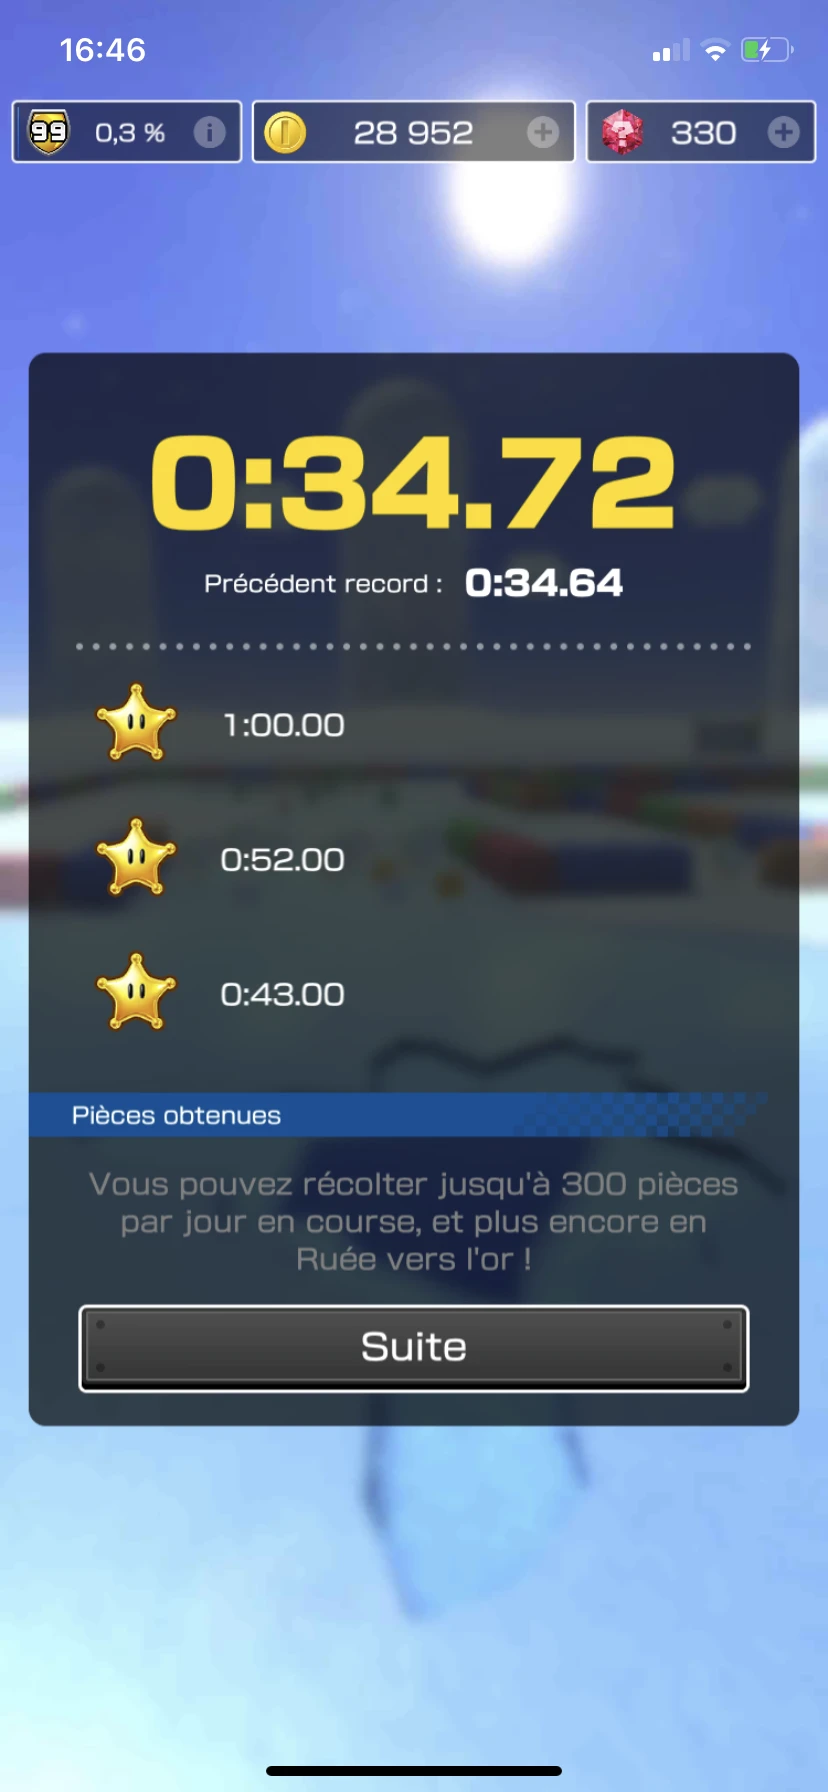 16:46
99 0,3 % i 28 952 + ? 330 +
0:34.72
Précédent record : 0:34.64
1:00.00
0:52.00
0:43.00
Pièces obtenues
Vous pouvez récolter jusqu'à 300 pièces
par jour en course, et plus encore en
Ruée vers l'or !
Suite